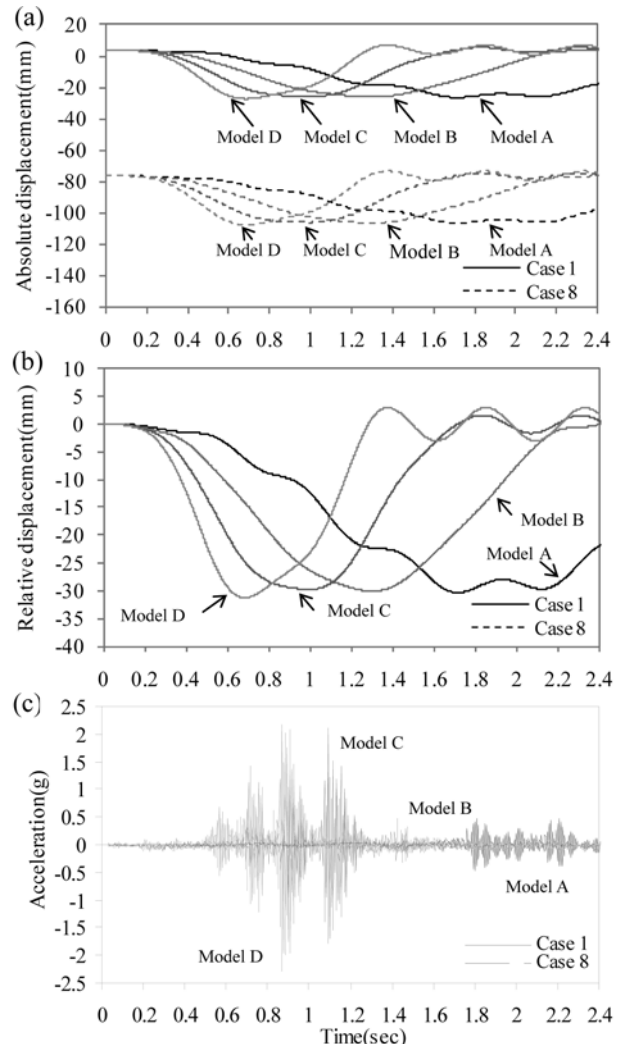 (a)
20
0
-20
-40
-60
-80
-100
-120
-140
-160
Absolute displacement(mm)
Model D
Model C
Model B
Model A
Model D
Model C
Model B
Model A
Case 1
Case 8
0 0.2 0.4 0.6 0.8 1 1.2 1.4 1.6 1.8 2 2.2 2.4
(b)
10
5
0
-5
-10
-15
-20
-25
-30
-35
-40
Relative displacement(mm)
Model B
Model A
Model D
Model C
Case 1
Case 8
0 0.2 0.4 0.6 0.8 1 1.2 1.4 1.6 1.8 2 2.2 2.4
(c)
2.5
2
1.5
1
0.5
0
-0.5
-1
-1.5
-2
-2.5
Acceleration(g)
Model C
Model B
Model A
Model D
Case 1
Case 8
0 0.2 0.4 0.6 0.8 1 1.2 1.4 1.6 1.8 2 2.2 2.4
Time(sec)